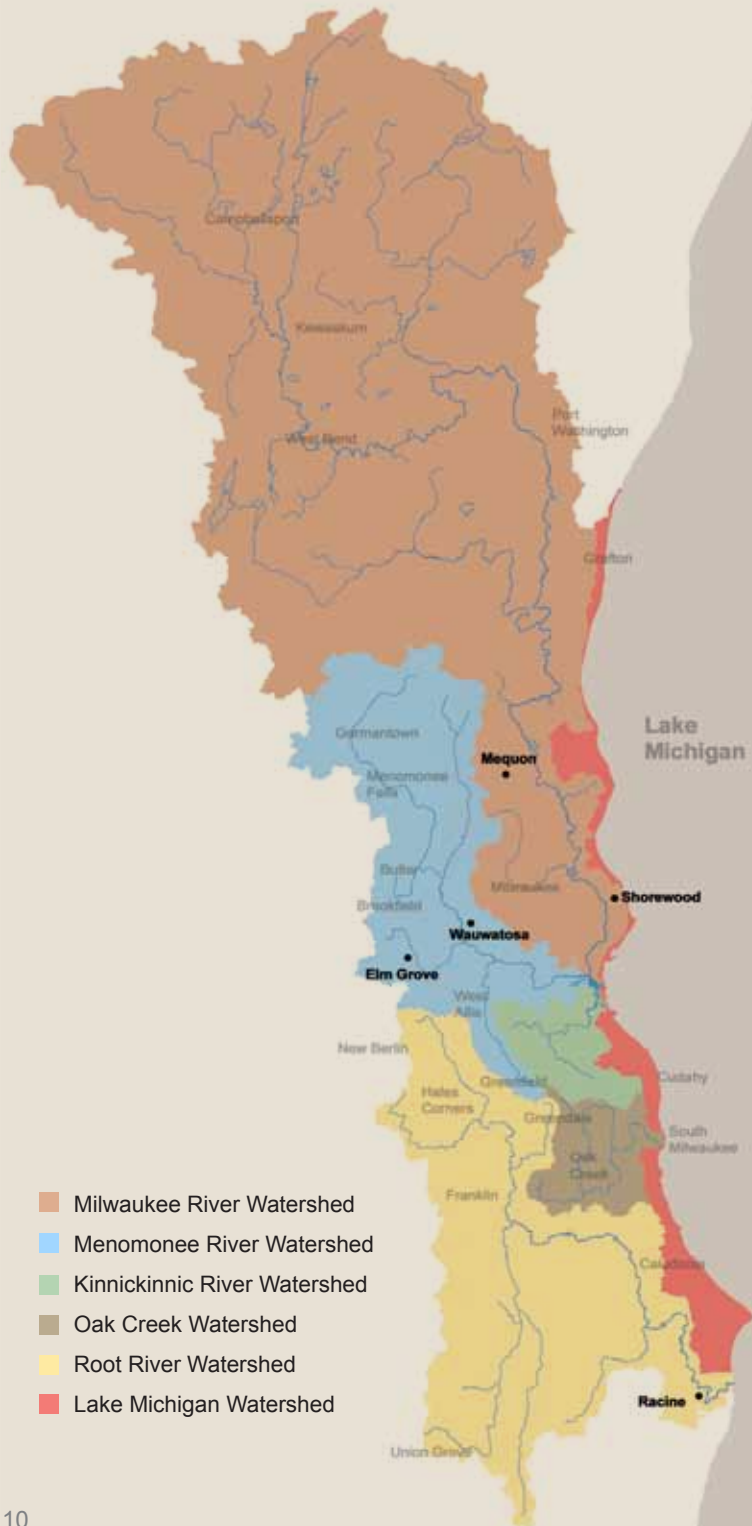 Campbellsport
Kewaskum
West Bend
Port
Washington
Grafton
Lake
Michigan
Germantown
Mequon
Menomonee
Falls
Butler
Milwaukee
Shorewood
Brookfield
Wauwatosa
Elm Grove
West
Allis
New Berlin
Greenfield
Cudahy
Hales
Corners
Greendale
South
Milwaukee
Oak
Creek
Franklin
Milwaukee River Watershed
Menomonee River Watershed
Caledonia
Kinnickinnic River Watershed
Oak Creek Watershed
Root River Watershed
Lake Michigan Watershed
Racine
Union Grove
10